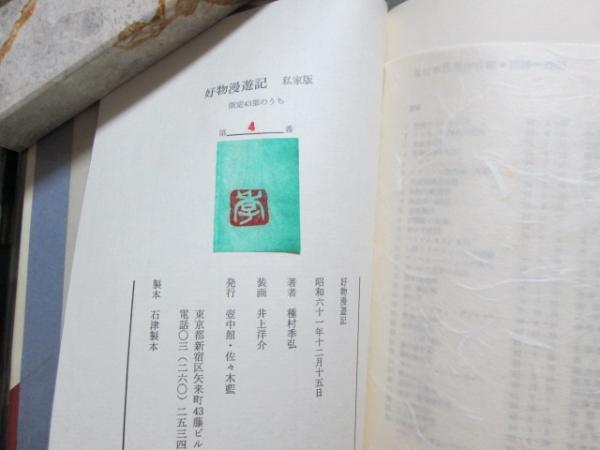 好物漫遊記 私家版
限定43部のうち
第 4 番
季
好物漫遊記
昭和六十一年十二月十五日
著者 種村季弘
装画 井上洋介
発行 壺中館・佐々木藍
東京都新宿区矢来町43藤ビル
電話〇三(二六〇)二五三四
製本 石津製本